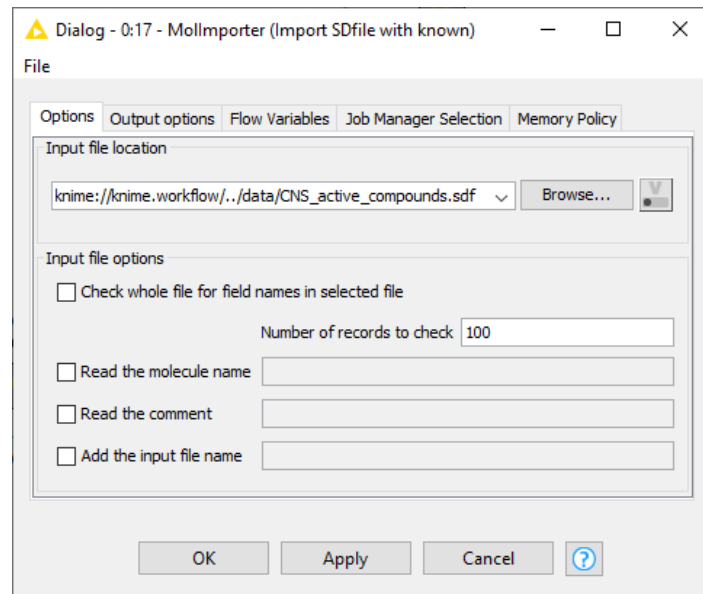 Dialog - 0:17 - MolImporter (Import SDfile with known)
File
Options Output options Flow Variables Job Manager Selection Memory Policy
Input file location
knime://knime.workflow/../data/CNS_active_compounds.sdf Browse... V
Input file options
Check whole file for field names in selected file
Number of records to check 100
Read the molecule name
Read the comment
Add the input file name
OK Apply Cancel ?